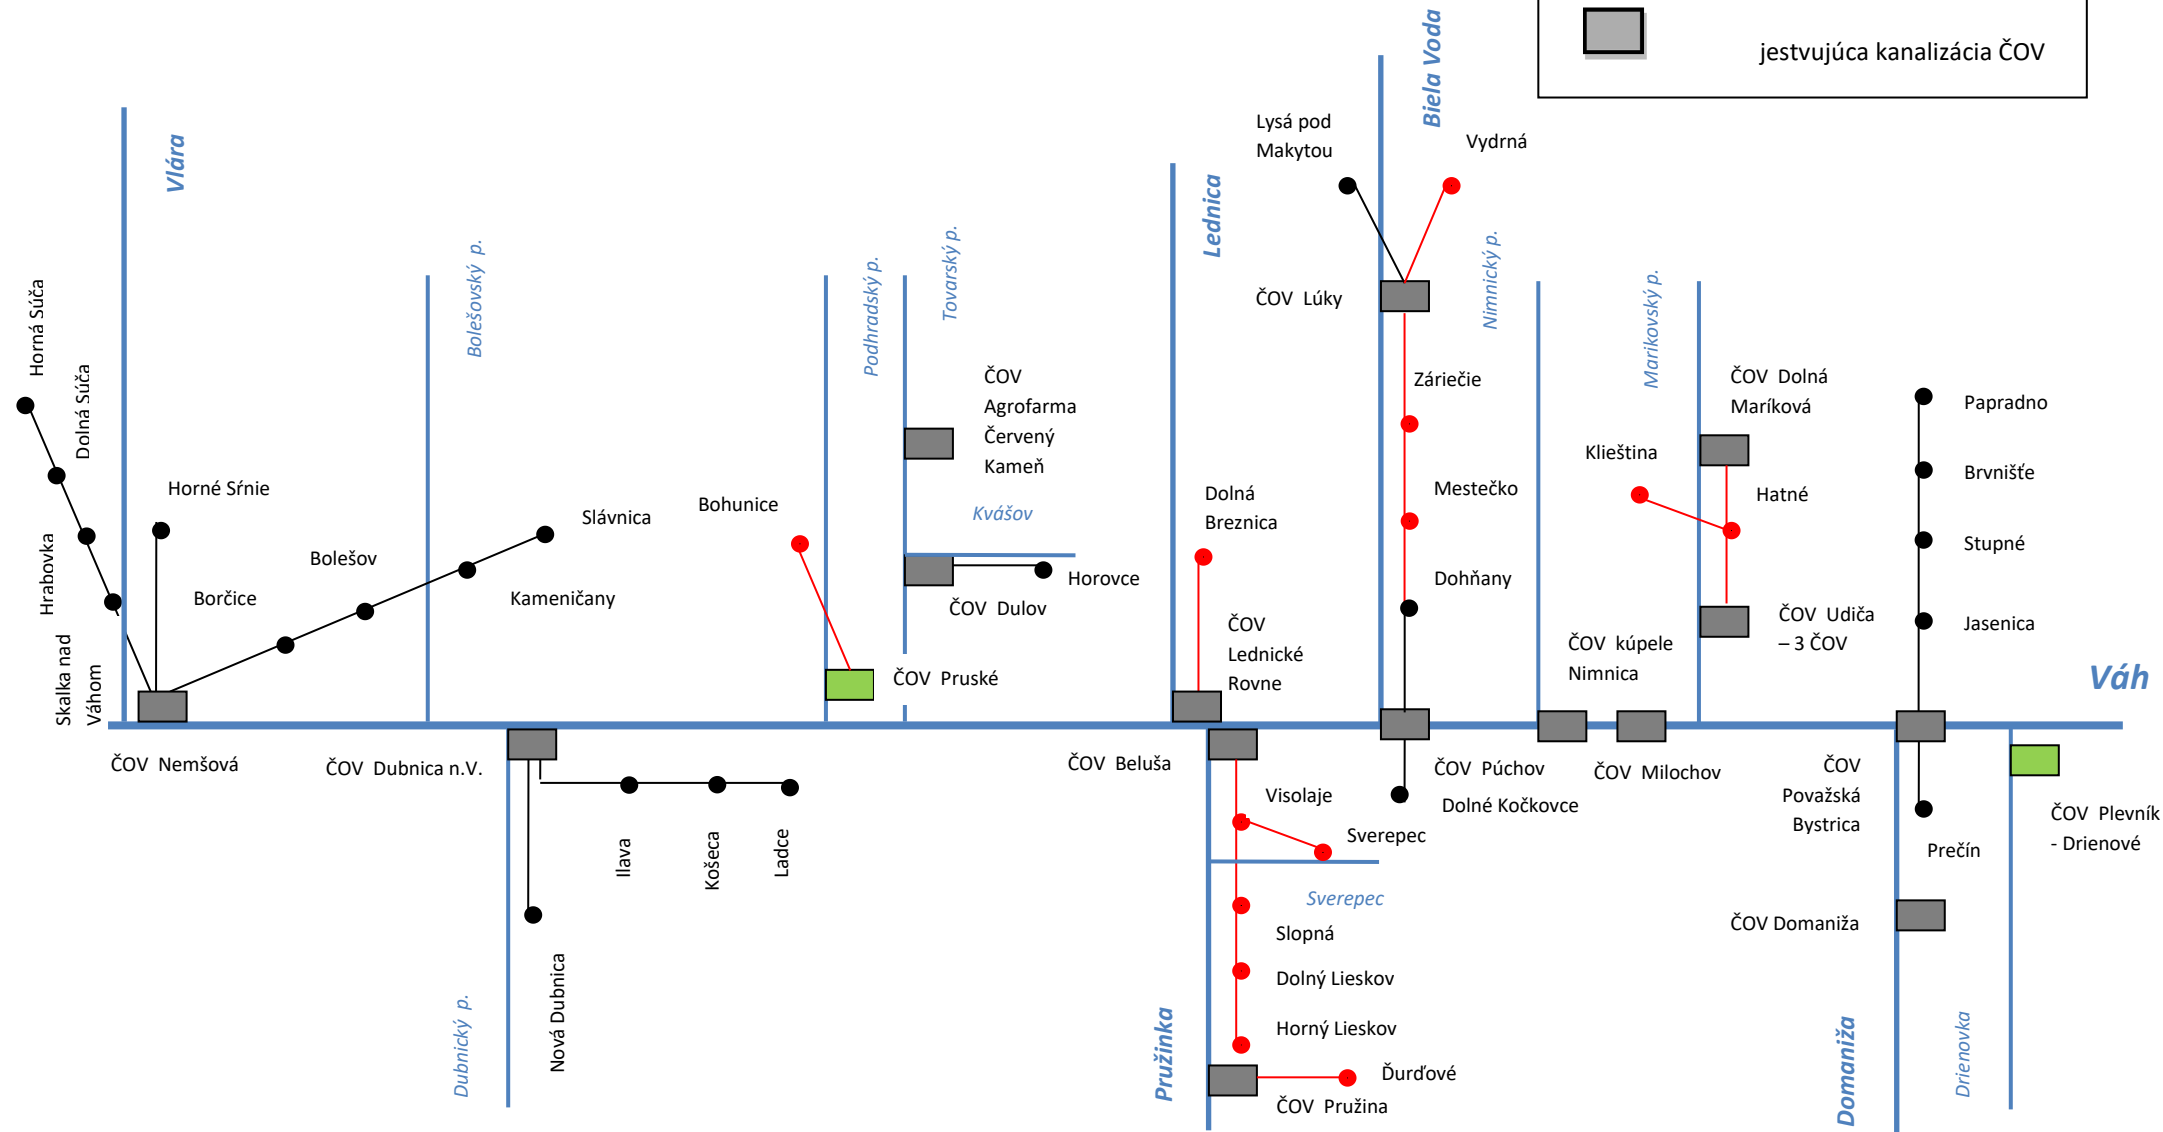 jestvujúca kanalizácia ČOV
Biela Voda
Lysá pod
Makytou
Vydrná
Vlára
Lednica
Bolešovský p.
Podhradský p.
Tovarský p.
Nimnický p.
Marikovský p.
Horná Súča
Dolná Súča
Hrabovka
Skalka nad
Váhom
Horné Sŕnie
Borčice
Bolešov
Kameničany
Slávnica
Bohunice
ČOV
Agrofarma
Červený
Kameň
Kvášov
Horovce
ČOV Dulov
ČOV Pruské
Dolná
Breznica
ČOV
Lednické
Rovne
ČOV Lúky
Záriečie
Mestečko
Dohňany
ČOV Dolná
Maríková
Klieština
Hatné
ČOV Udiča
– 3 ČOV
ČOV kúpele
Nimnica
Papradno
Brvnišťe
Stupné
Jasenica
Váh
ČOV Nemšová
ČOV Dubnica n.V.
Ilava
Košeca
Ladce
Nová Dubnica
Dubnický p.
ČOV Beluša
Visolaje
Sverepec
Sverepec
Slopná
Dolný Lieskov
Horný Lieskov
Ďurďové
ČOV Pružina
Pružinka
ČOV Púchov
Dolné Kočkovce
ČOV Milochov
ČOV
Považská
Bystrica
Prečín
ČOV Domaniža
Domaniža
Drienovka
ČOV Plevník
- Drienové